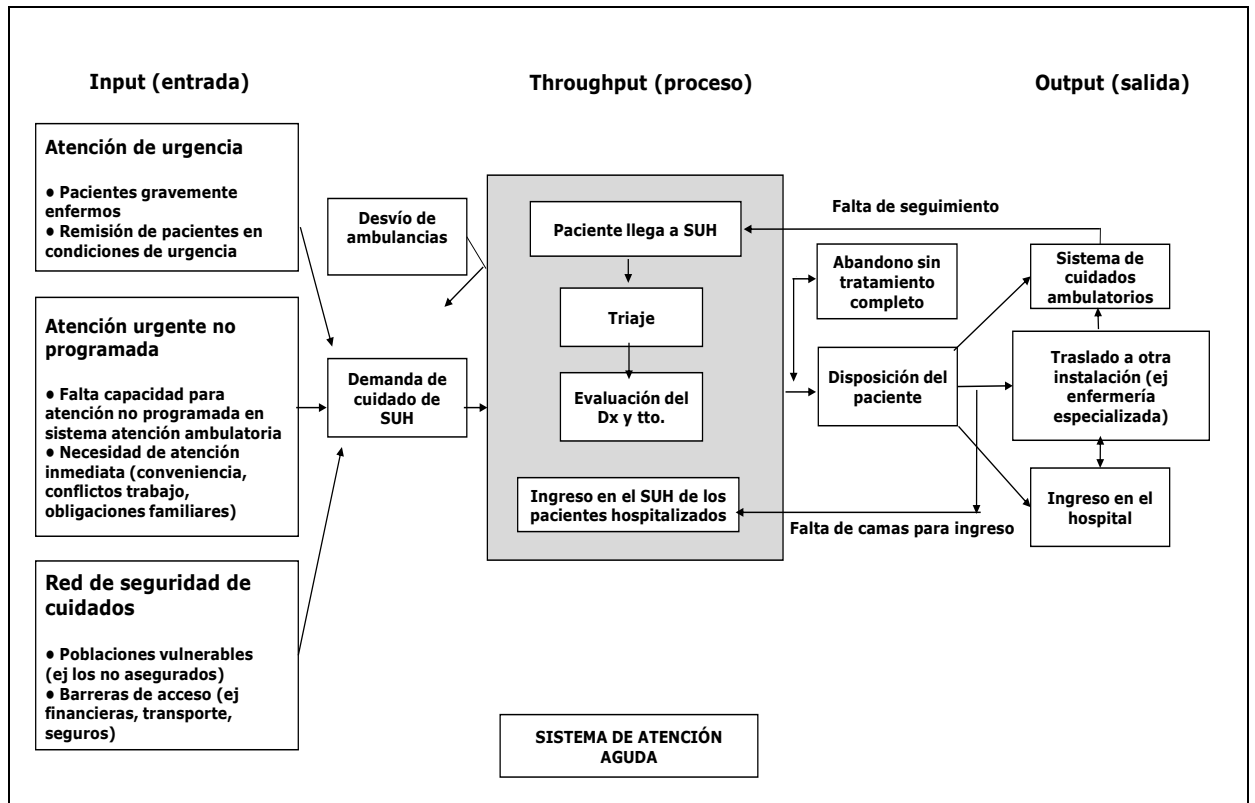 Input (entrada)
Throughput (proceso)
Output (salida)
Atención de urgencia
● Pacientes gravemente
enfermos
● Remisión de pacientes en
condiciones de urgencia
Atención urgente no
programada
● Falta capacidad para
atención no programada en
sistema atención ambulatoria
● Necesidad de atención
inmediata (conveniencia,
conflictos trabajo,
obligaciones familiares)
Red de seguridad de
cuidados
● Poblaciones vulnerables
(ej los no asegurados)
● Barreras de acceso (ej
financieras, transporte,
seguros)
Desvío de
ambulancias
Demanda de
cuidado de
SUH
Paciente llega a SUH
Triaje
Evaluación del
Dx y tto.
Ingreso en el SUH de los
pacientes hospitalizados
Falta de seguimiento
Abandono sin
tratamiento
completo
Disposición del
paciente
Falta de camas para ingreso
Sistema de
cuidados
ambulatorios
Traslado a otra
instalación (ej
enfermería
especializada)
Ingreso en el
hospital
SISTEMA DE ATENCIÓN
AGUDA